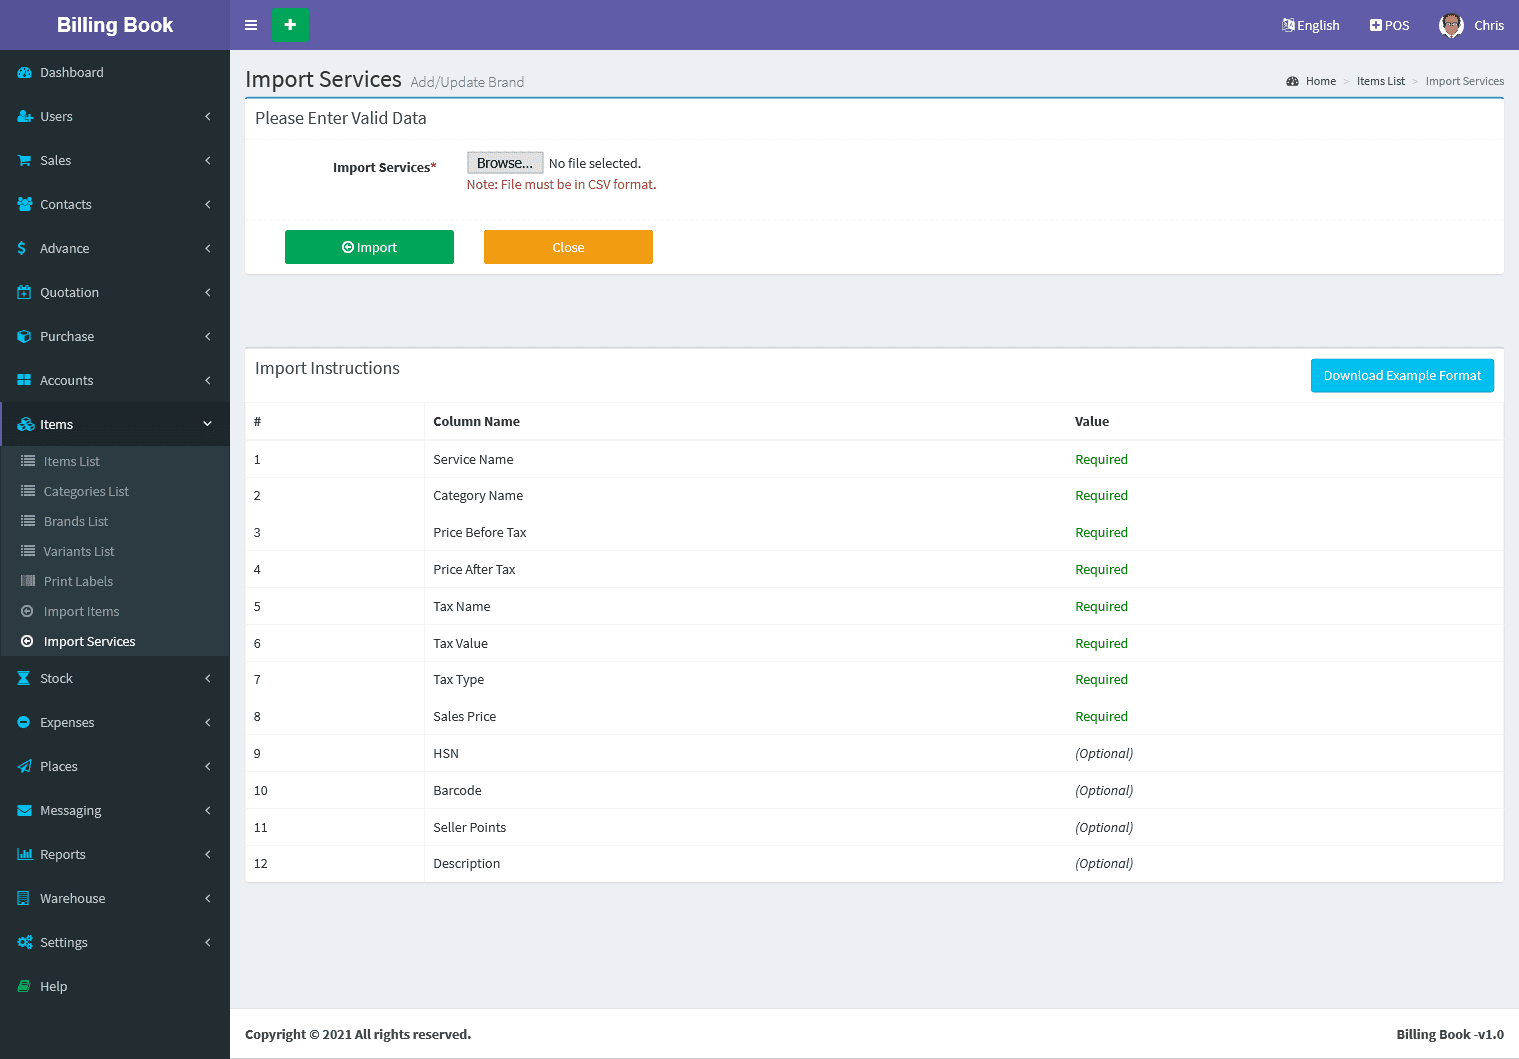 Billing Book
English
POS
Chris
Dashboard
Users
Sales
Contacts
Advance
Quotation
Purchase
Accounts
Items
Items List
Categories List
Brands List
Variants List
Print Labels
Import Items
Import Services
Stock
Expenses
Places
Messaging
Reports
Warehouse
Settings
Help
Import Services Add/Update Brand
Home > Items List > Import Services
Please Enter Valid Data
Import Services* Browse... No file selected.
Note: File must be in CSV format.
Import Close
Import Instructions
Download Example Format
# Column Name Value
1 Service Name Required
2 Category Name Required
3 Price Before Tax Required
4 Price After Tax Required
5 Tax Name Required
6 Tax Value Required
7 Tax Type Required
8 Sales Price Required
9 HSN (Optional)
10 Barcode (Optional)
11 Seller Points (Optional)
12 Description (Optional)
Copyright © 2021 All rights reserved. Billing Book -v1.0